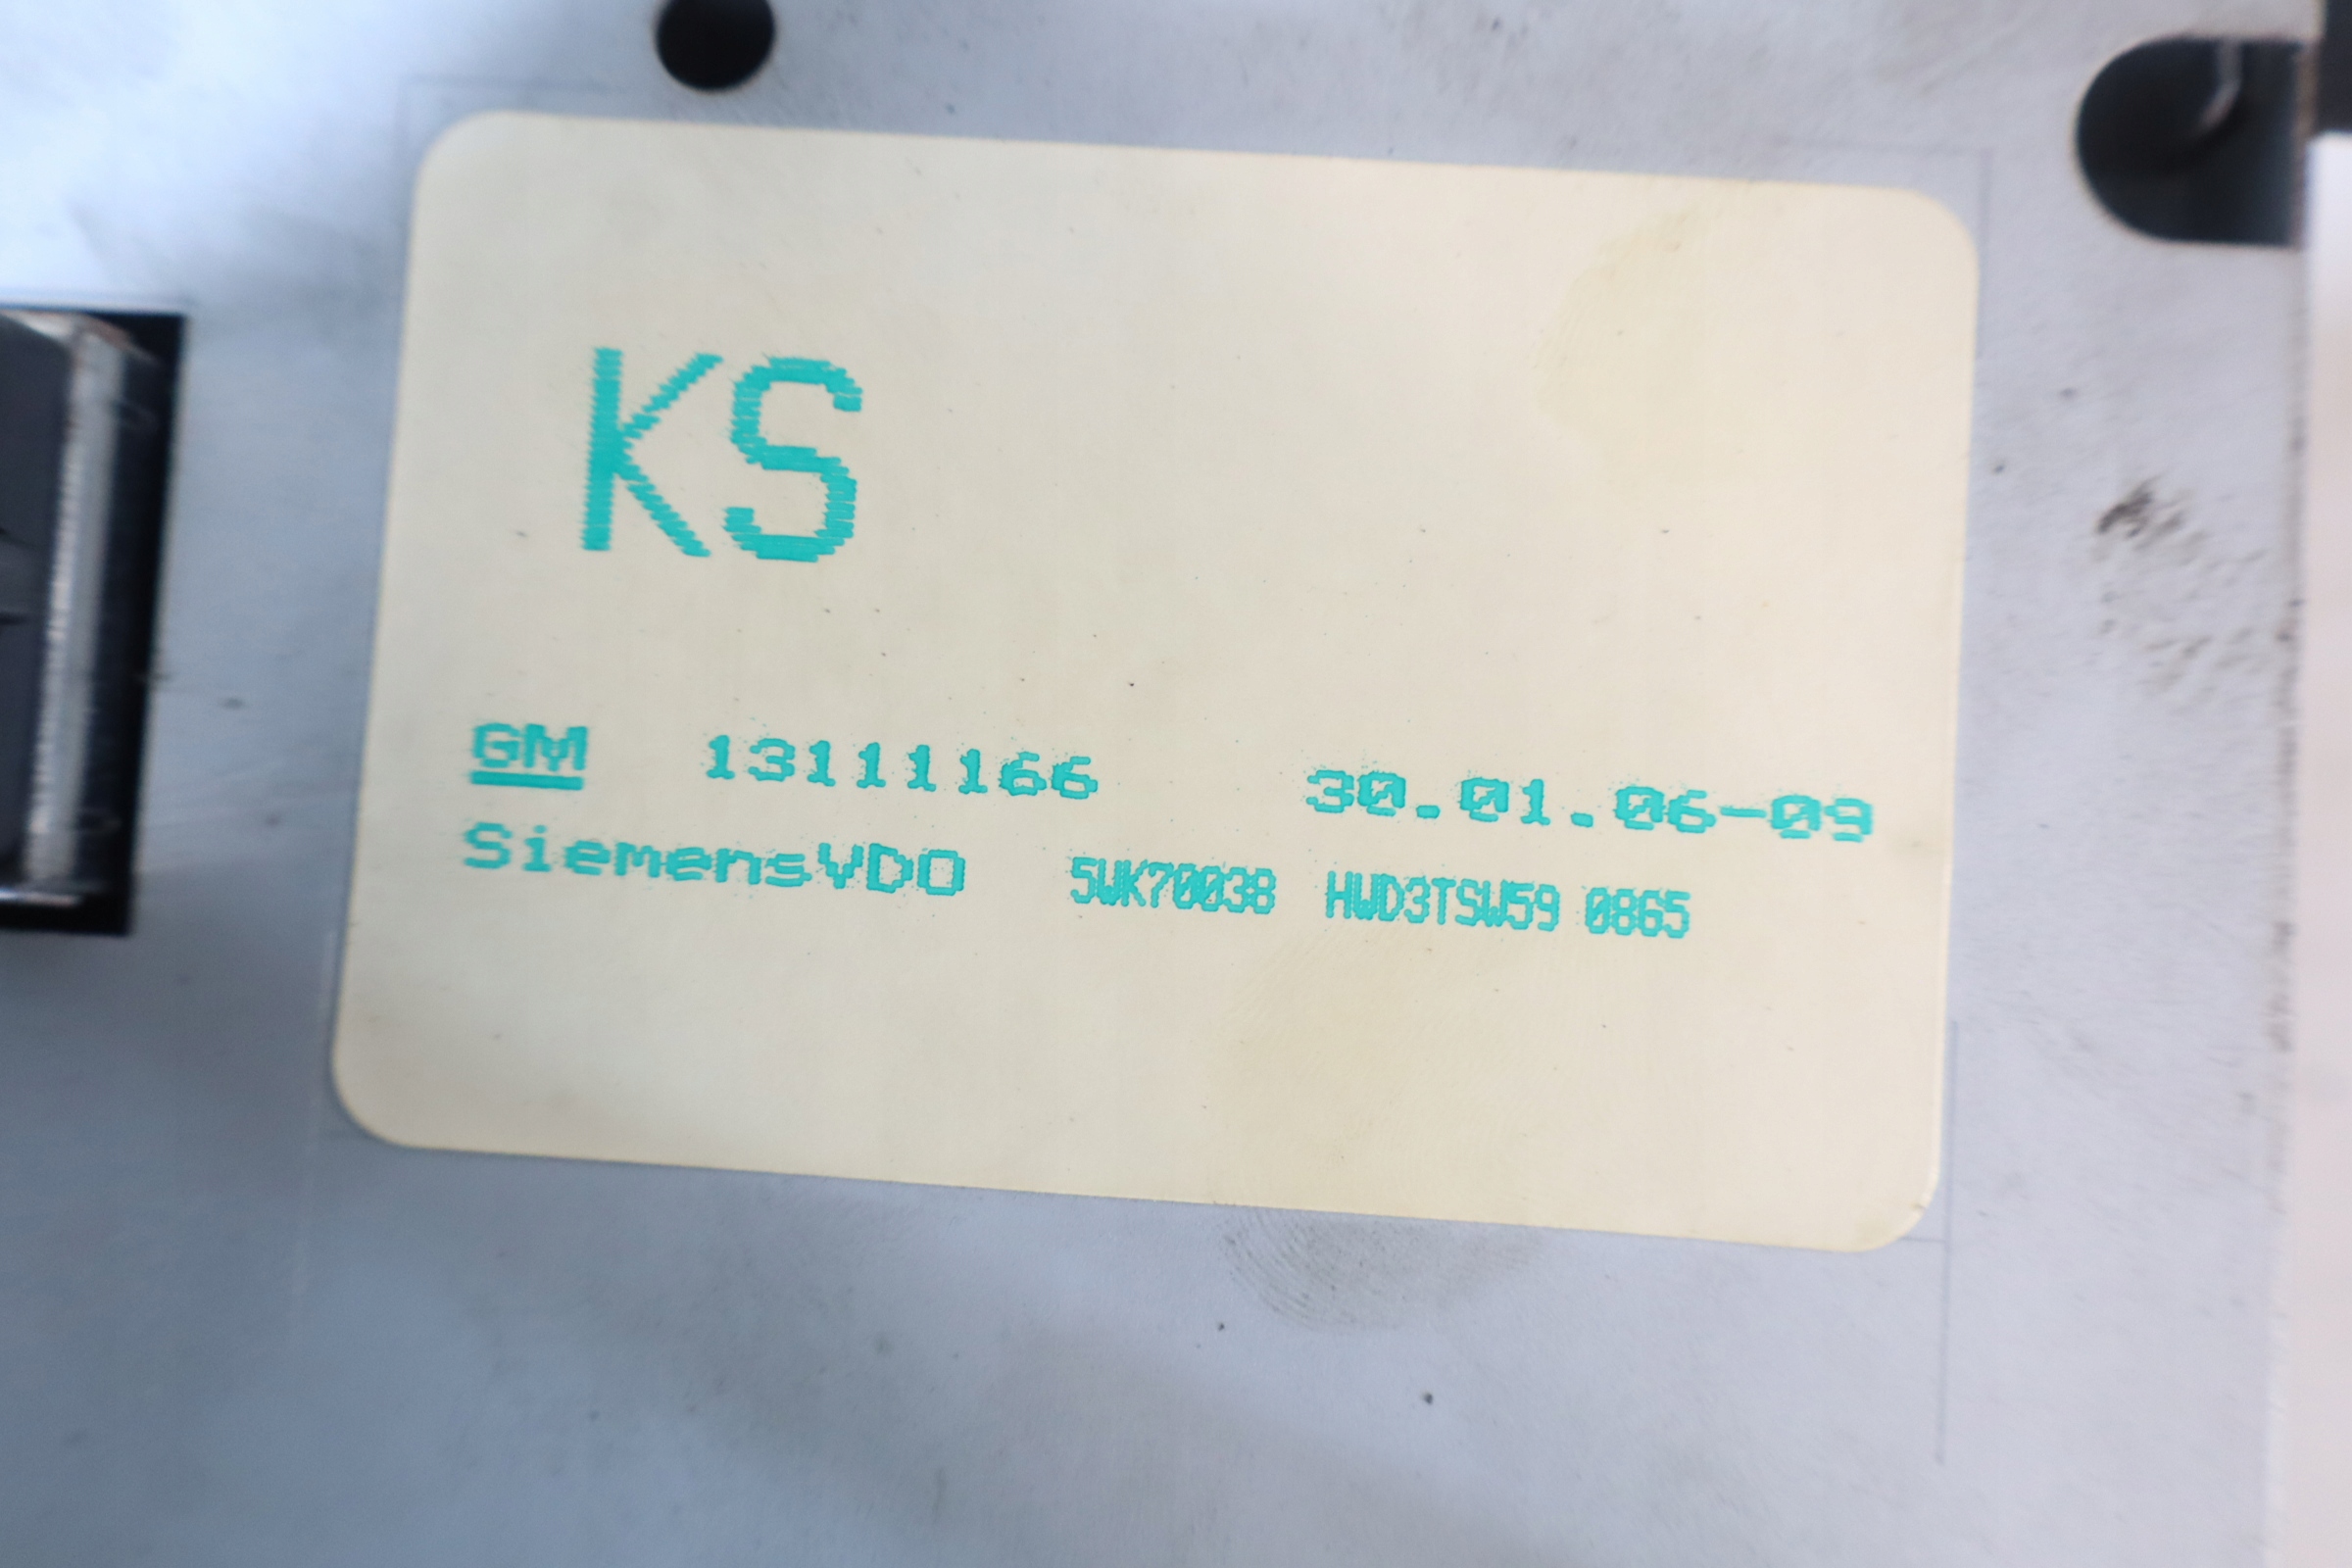 KS
GM 13111166 30.01.06-09
SiemensVDO 5WK70038 HWD3TSW59 0865